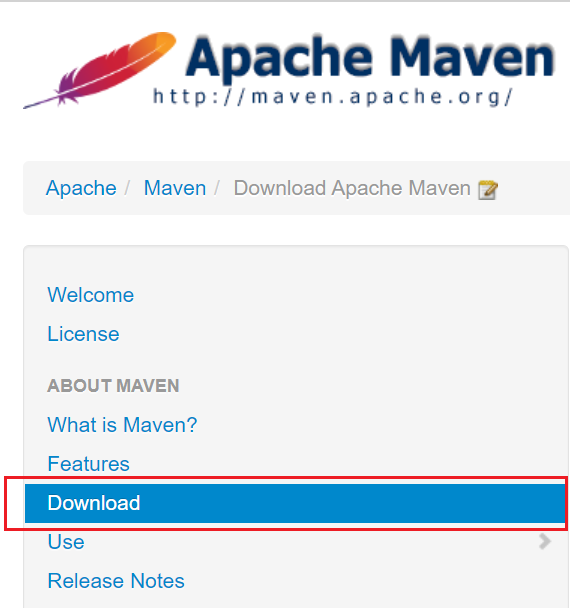 Apache Maven
http://maven.apache.org/
Apache / Maven / Download Apache Maven
Welcome
License
ABOUT MAVEN
What is Maven?
Features
Download
Use
Release Notes